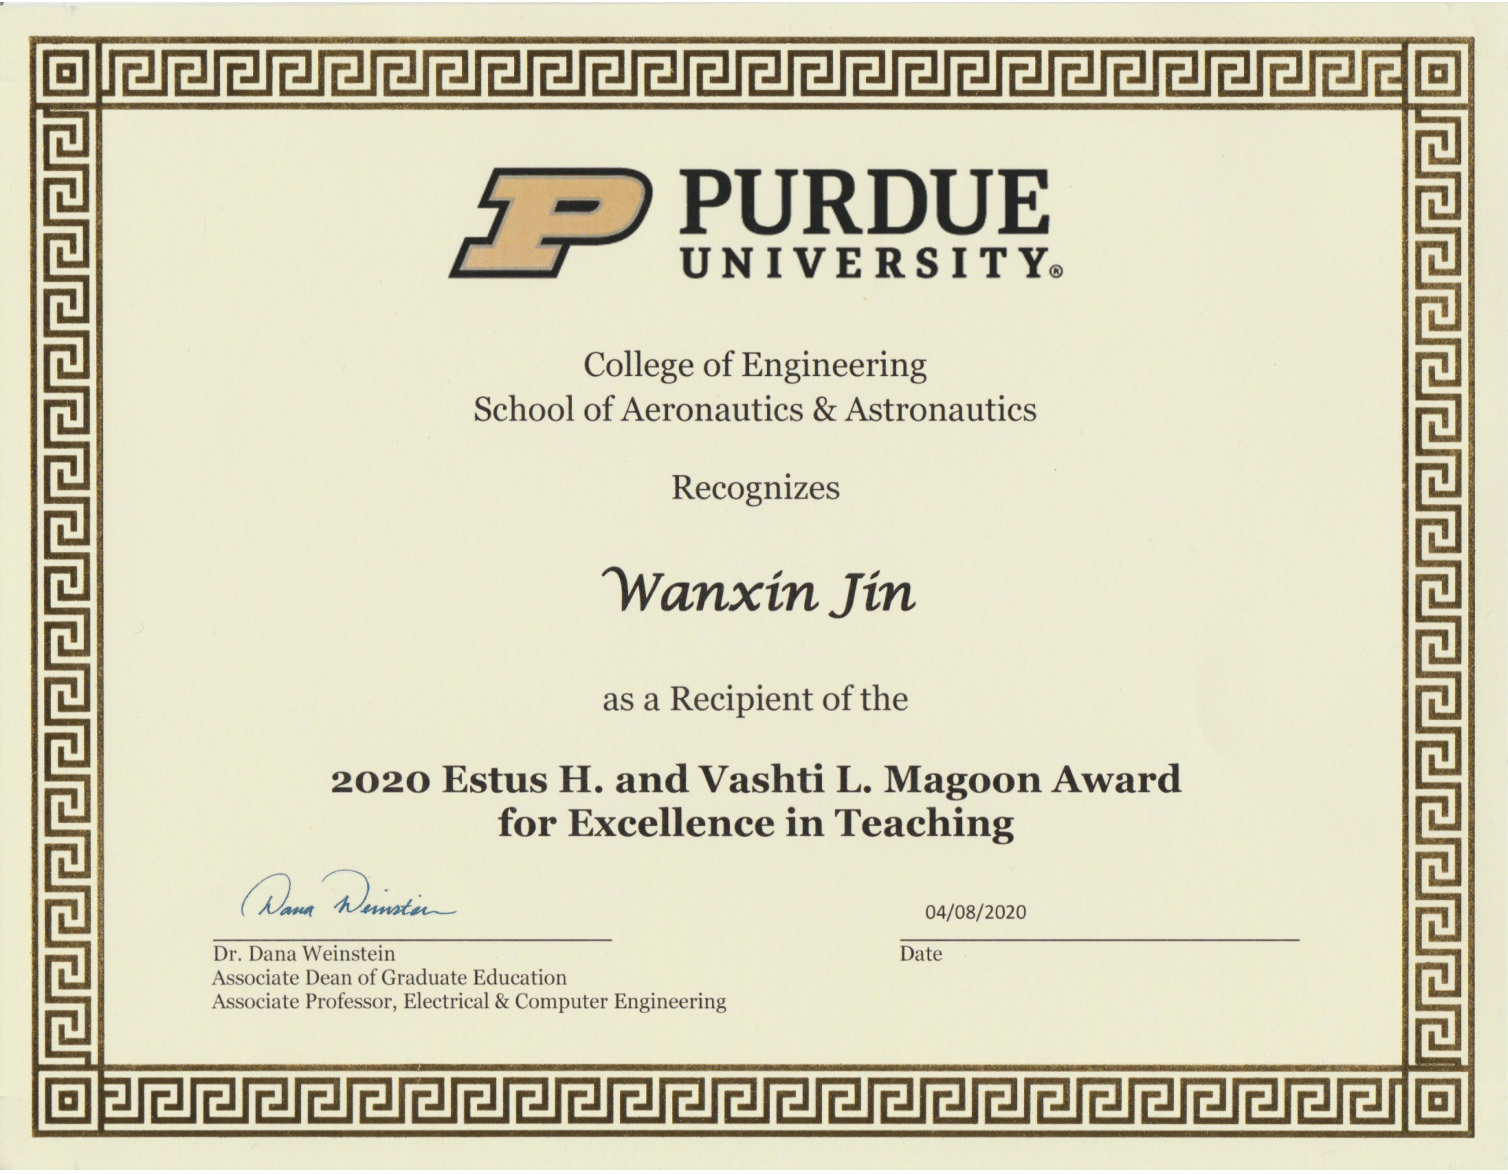 P PURDUE
UNIVERSITY®
College of Engineering
School of Aeronautics & Astronautics
Recognizes
Wanxin Jin
as a Recipient of the
2020 Estus H. and Vashti L. Magoon Award
for Excellence in Teaching
Dana Weinstein
04/08/2020
Dr. Dana Weinstein
Date
Associate Dean of Graduate Education
Associate Professor, Electrical & Computer Engineering